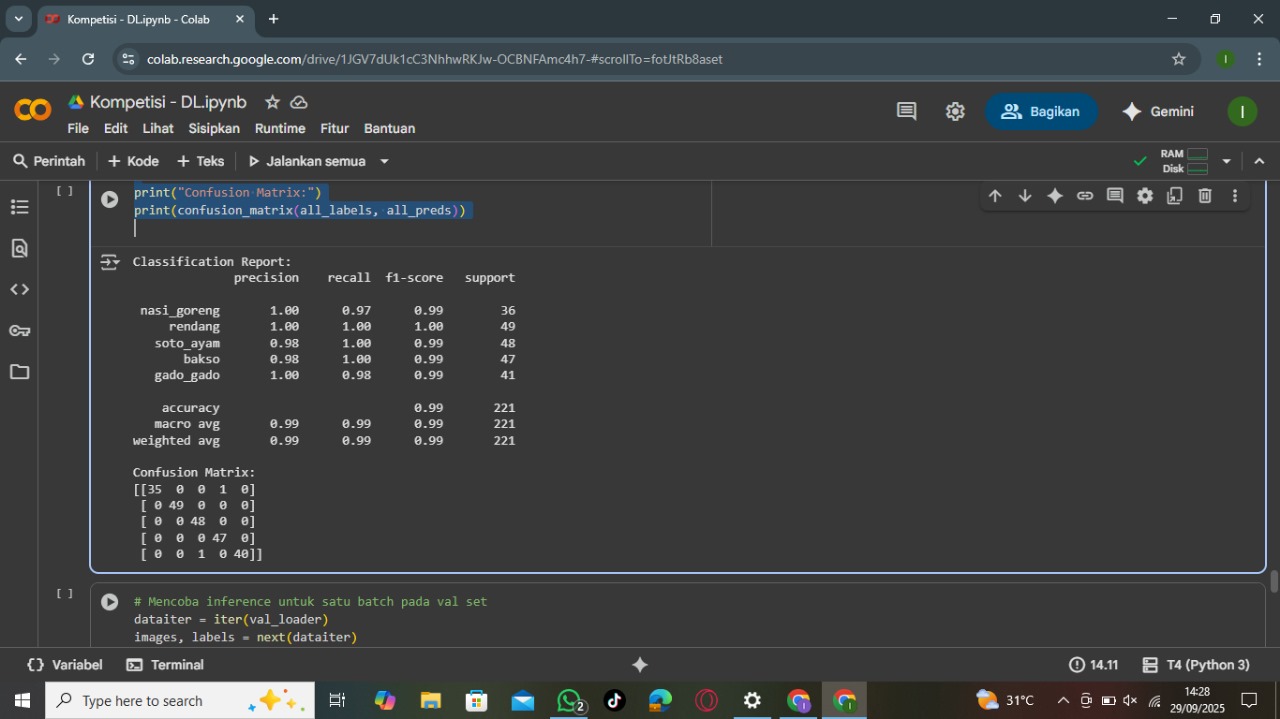 Kompetisi - DL.ipynb - Colab
colab.research.google.com/drive/1JGV7dUk1cC3NhhwRKJw-OCBNFAmc4h7-#scrollTo=fotJtRb8aset
I
Kompetisi - DL.ipynb
File Edit Lihat Sisipkan Runtime Fitur Bantuan
Bagikan
Gemini
I
Perintah + Kode + Teks Jalankan semua
RAM
Disk
[ ]
print("Confusion Matrix:")
print(confusion_matrix(all_labels, all_preds))
Classification Report:
precision recall f1-score support
nasi_goreng 1.00 0.97 0.99 36
rendang 1.00 1.00 1.00 49
soto_ayam 0.98 1.00 0.99 48
bakso 0.98 1.00 0.99 47
gado_gado 1.00 0.98 0.99 41
accuracy 0.99 221
macro avg 0.99 0.99 0.99 221
weighted avg 0.99 0.99 0.99 221
Confusion Matrix:
[[35 0 0 1 0]
[ 0 49 0 0 0]
[ 0 0 48 0 0]
[ 0 0 0 47 0]
[ 0 0 1 0 40]]
[ ]
# Mencoba inference untuk satu batch pada val set
dataiter = iter(val_loader)
images, labels = next(dataiter)
{} Variabel Terminal
14.11 T4 (Python 3)
Type here to search
2
31°C
14:28
29/09/2025